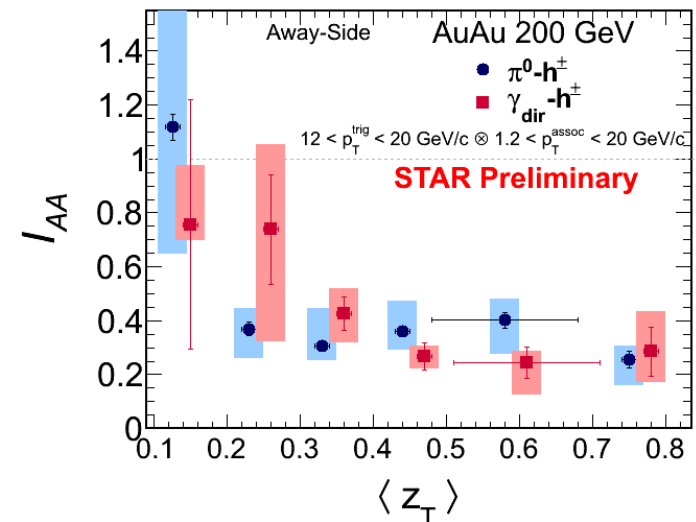 Away-Side
AuAu 200 GeV
π⁰-h±
γ_dir-h±
12 < p_T^trig < 20 GeV/c ⊗ 1.2 < p_T^assoc < 20 GeV/c
STAR Preliminary
I_AA
1.4
1.2
1
0.8
0.6
0.4
0.2
0
0.1 0.2 0.3 0.4 0.5 0.6 0.7 0.8
⟨ z_T ⟩